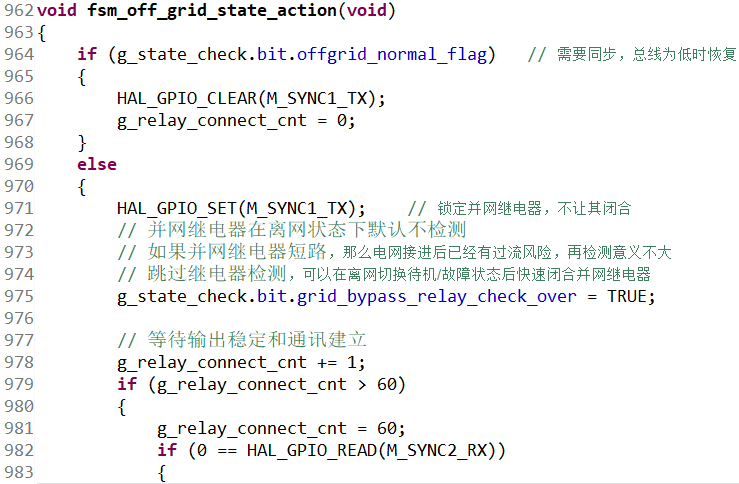 962 void fsm_off_grid_state_action(void)
963 {
964     if (g_state_check.bit.offgrid_normal_flag)    // 需要同步，总线为低时恢复
965     {
966         HAL_GPIO_CLEAR(M_SYNC1_TX);
967         g_relay_connect_cnt = 0;
968     }
969     else
970     {
971         HAL_GPIO_SET(M_SYNC1_TX);    // 锁定并网继电器，不让其闭合
972         // 并网继电器在离网状态下默认不检测
973         // 如果并网继电器短路，那么电网接进后已经有过流风险，再检测意义不大
974         // 跳过继电器检测，可以在离网切换待机/故障状态后快速闭合并网继电器
975         g_state_check.bit.grid_bypass_relay_check_over = TRUE;
976
977         // 等待输出稳定和通讯建立
978         g_relay_connect_cnt += 1;
979         if (g_relay_connect_cnt > 60)
980         {
981             g_relay_connect_cnt = 60;
982             if (0 == HAL_GPIO_READ(M_SYNC2_RX))
983             {